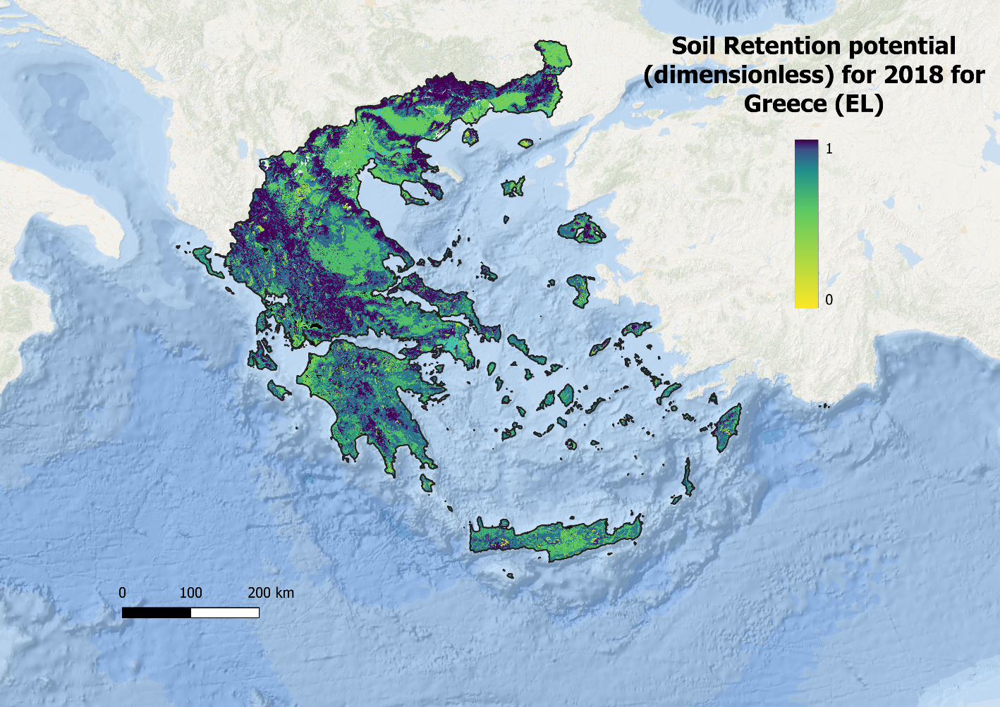 Soil Retention potential
(dimensionless) for 2018 for
Greece (EL)
1
0
0 100 200 km